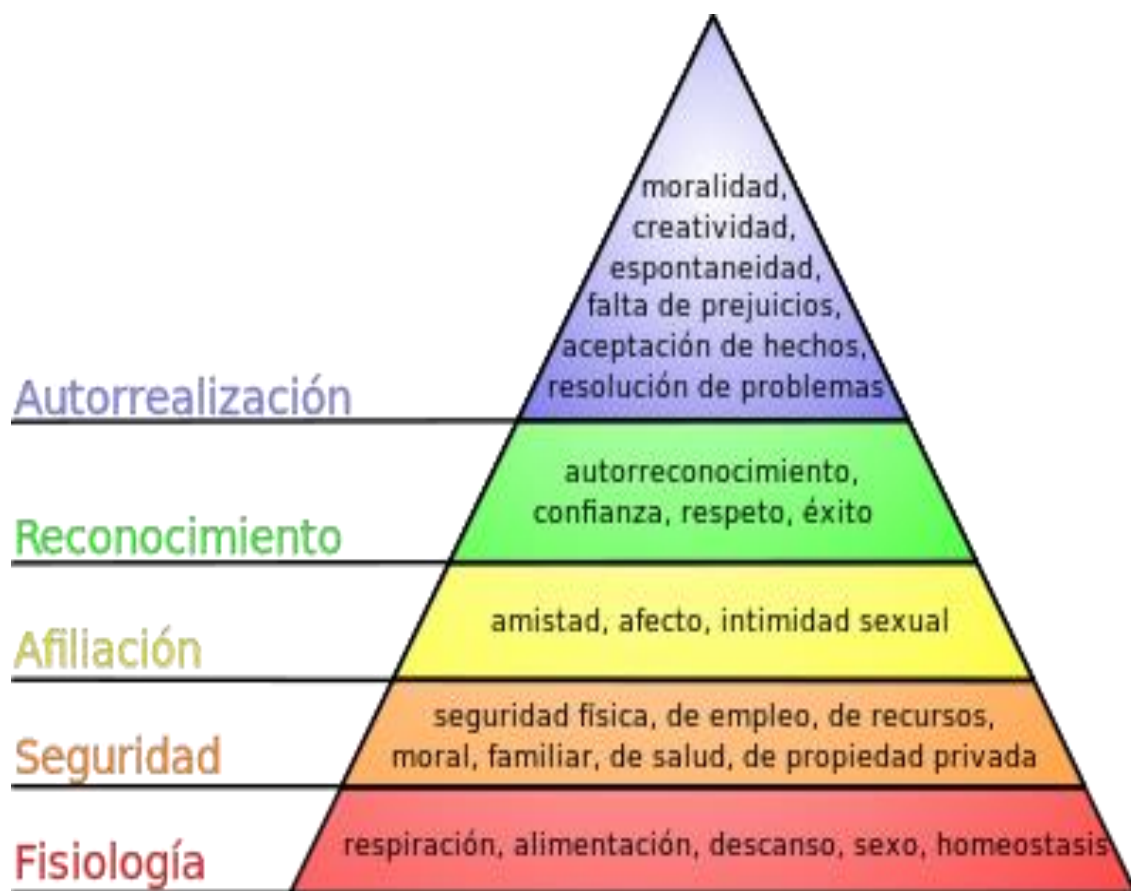 moralidad,
creatividad,
espontaneidad,
falta de prejuicios,
aceptación de hechos,
resolución de problemas
Autorrealización
autorreconocimiento,
confianza, respeto, éxito
Reconocimiento
amistad, afecto, intimidad sexual
Afiliación
seguridad física, de empleo, de recursos,
moral, familiar, de salud, de propiedad privada
Seguridad
respiración, alimentación, descanso, sexo, homeostasis
Fisiología